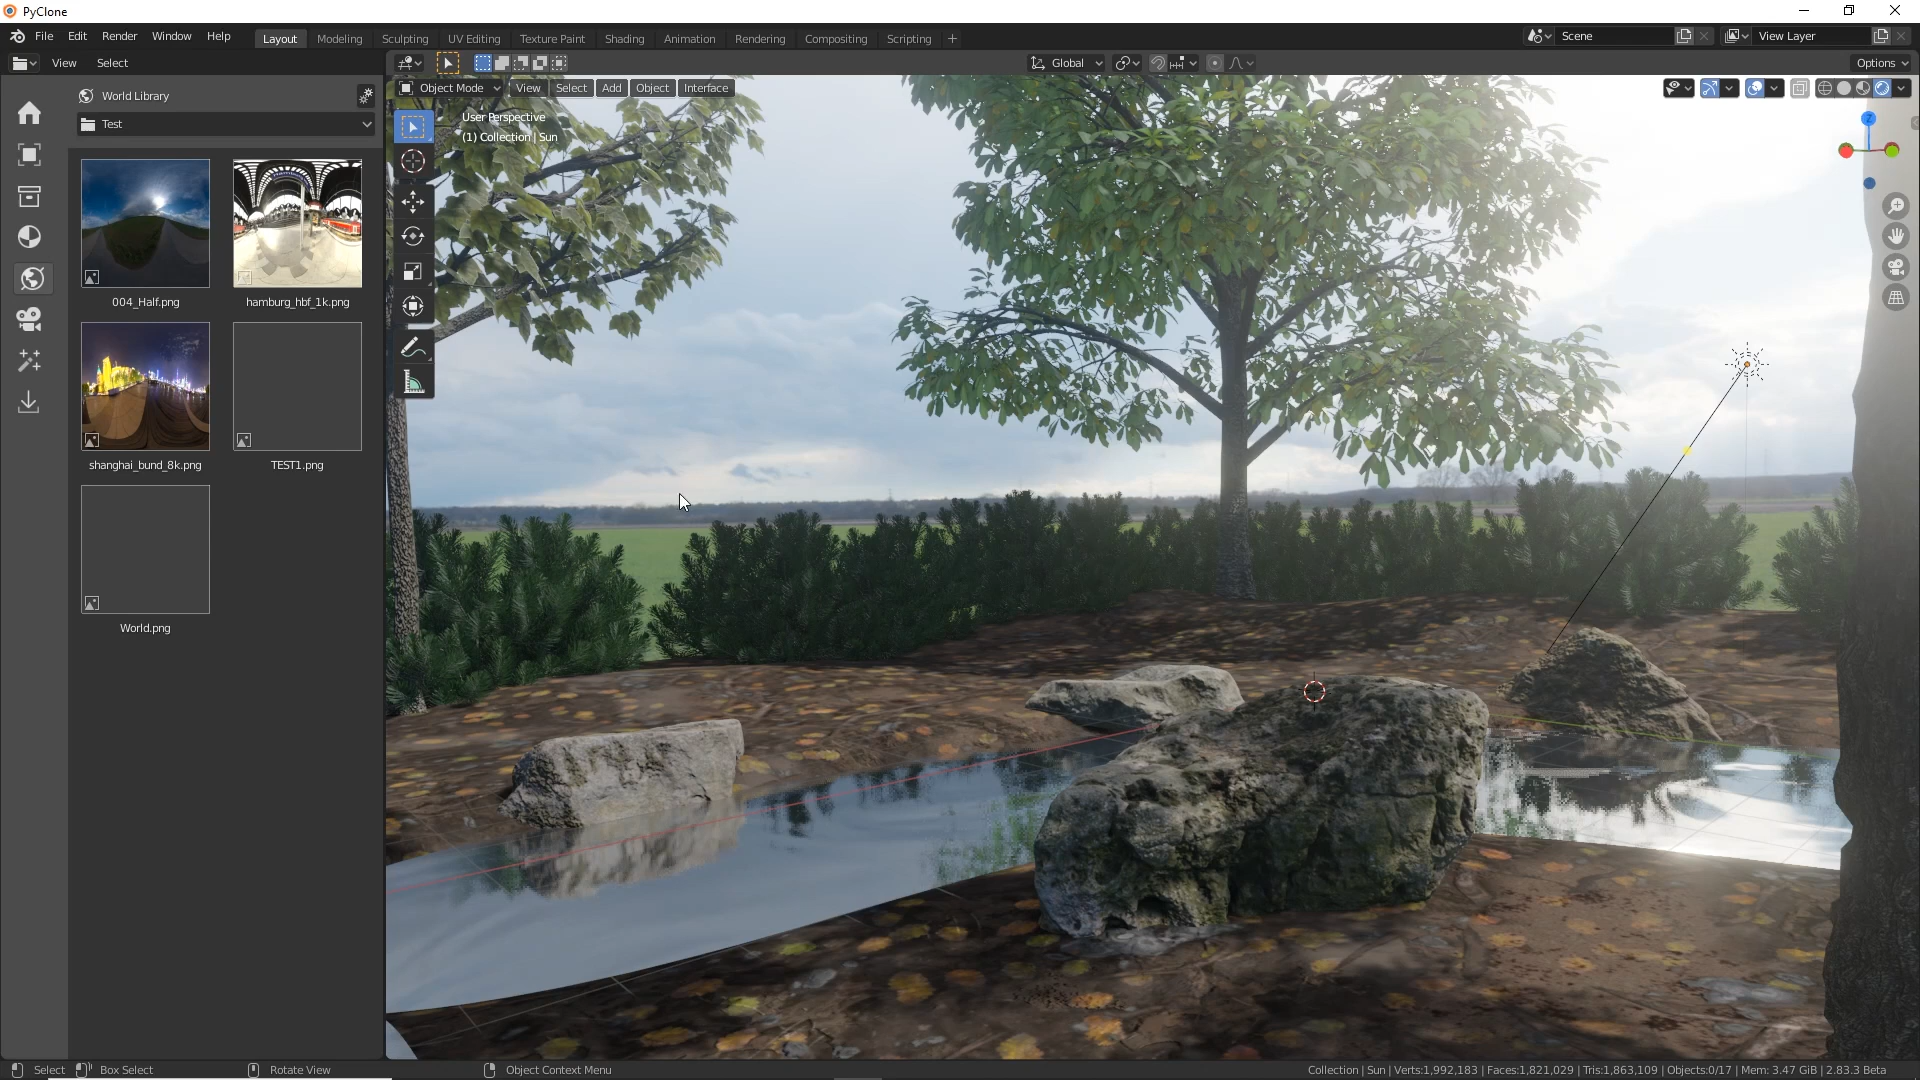 PyClone
File Edit Render Window Help Layout Modeling Sculpting UV Editing Texture Paint Shading Animation Rendering Compositing Scripting + Scene View Layer
View Select Global Options
World Library
Test
Object Mode View Select Add Object Interface
User Perspective
(1) Collection | Sun
Z
004_Half.png hamburg_hbf_1k.png
shanghai_bund_8k.png TEST1.png
World.png
Select Box Select Rotate View Object Context Menu Collection | Sun | Verts:1,992,183 | Faces:1,821,029 | Tris:1,863,109 | Objects:0/17 | Mem: 3.47 GiB | 2.83.3 Beta